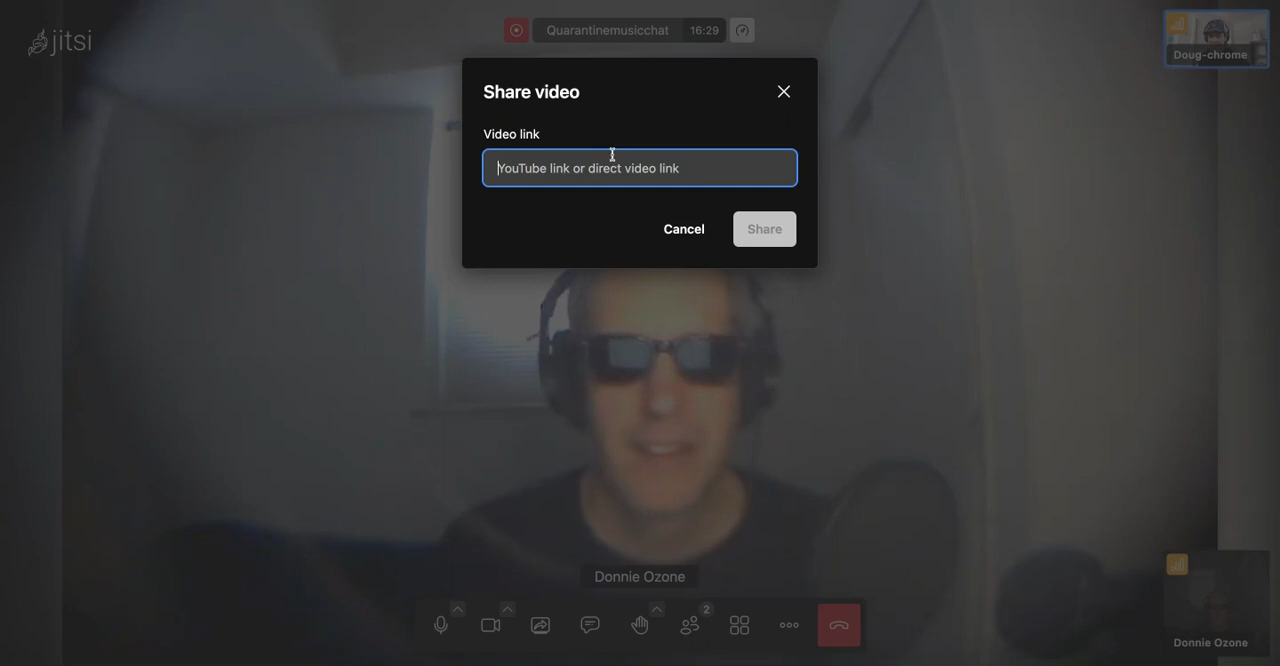 jitsi
Quarantinemusicchat 16:29
Doug-chrome
Share video
Video link
YouTube link or direct video link
Cancel Share
Donnie Ozone
2
Donnie Ozone